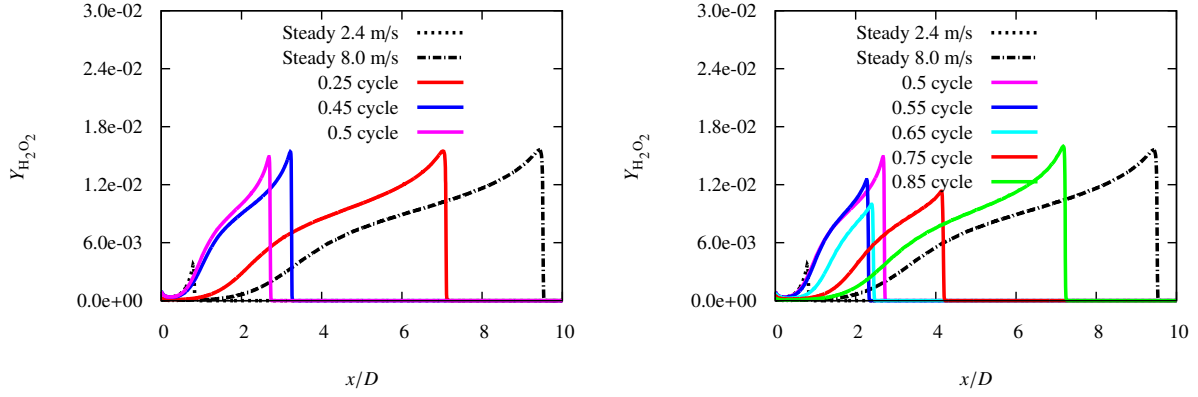 3.0e-02
2.4e-02
1.8e-02
1.2e-02
6.0e-03
0.0e+00
Y_H2O2
Steady 2.4 m/s
Steady 8.0 m/s
0.25 cycle
0.45 cycle
0.5 cycle
0 2 4 6 8 10
x/D
3.0e-02
2.4e-02
1.8e-02
1.2e-02
6.0e-03
0.0e+00
Y_H2O2
Steady 2.4 m/s
Steady 8.0 m/s
0.5 cycle
0.55 cycle
0.65 cycle
0.75 cycle
0.85 cycle
0 2 4 6 8 10
x/D